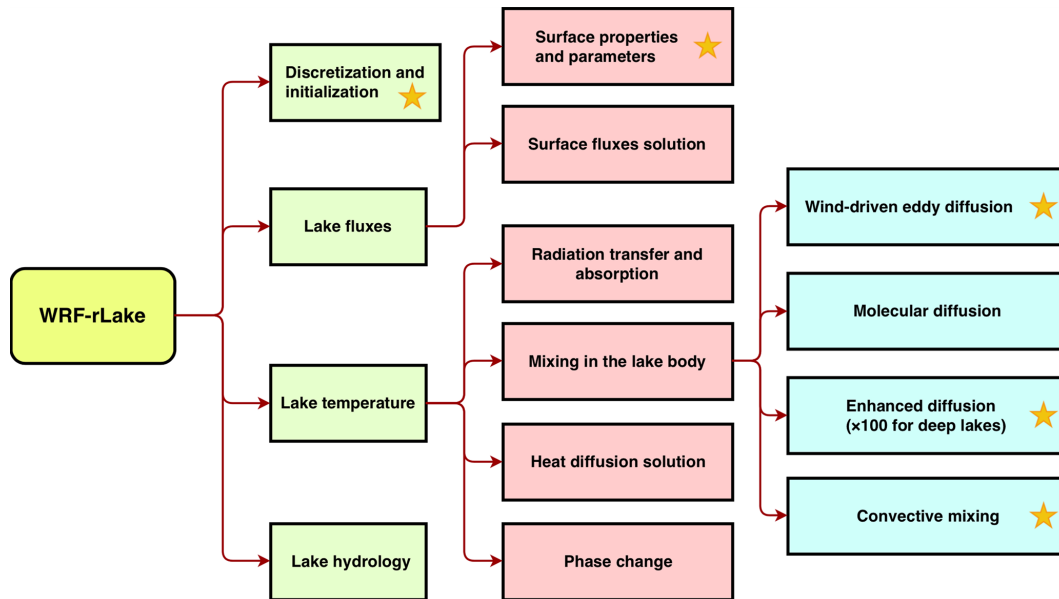 WRF-rLake
Discretization and
initialization
Lake fluxes
Lake temperature
Lake hydrology
Surface properties
and parameters
Surface fluxes solution
Radiation transfer and
absorption
Mixing in the lake body
Heat diffusion solution
Phase change
Wind-driven eddy diffusion
Molecular diffusion
Enhanced diffusion
(×100 for deep lakes)
Convective mixing